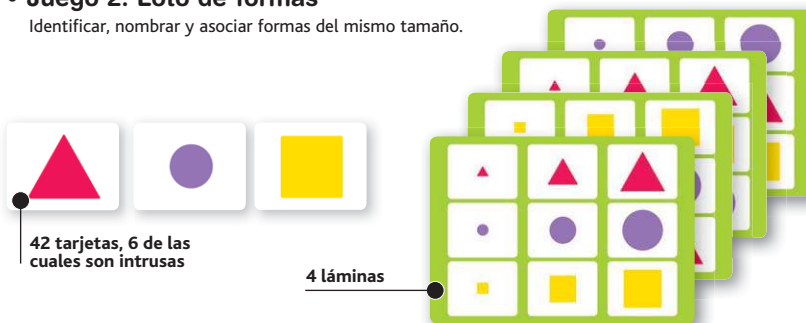 • Juego 2: Loto de formas
Identificar, nombrar y asociar formas del mismo tamaño.
42 tarjetas, 6 de las
cuales son intrusas
4 láminas